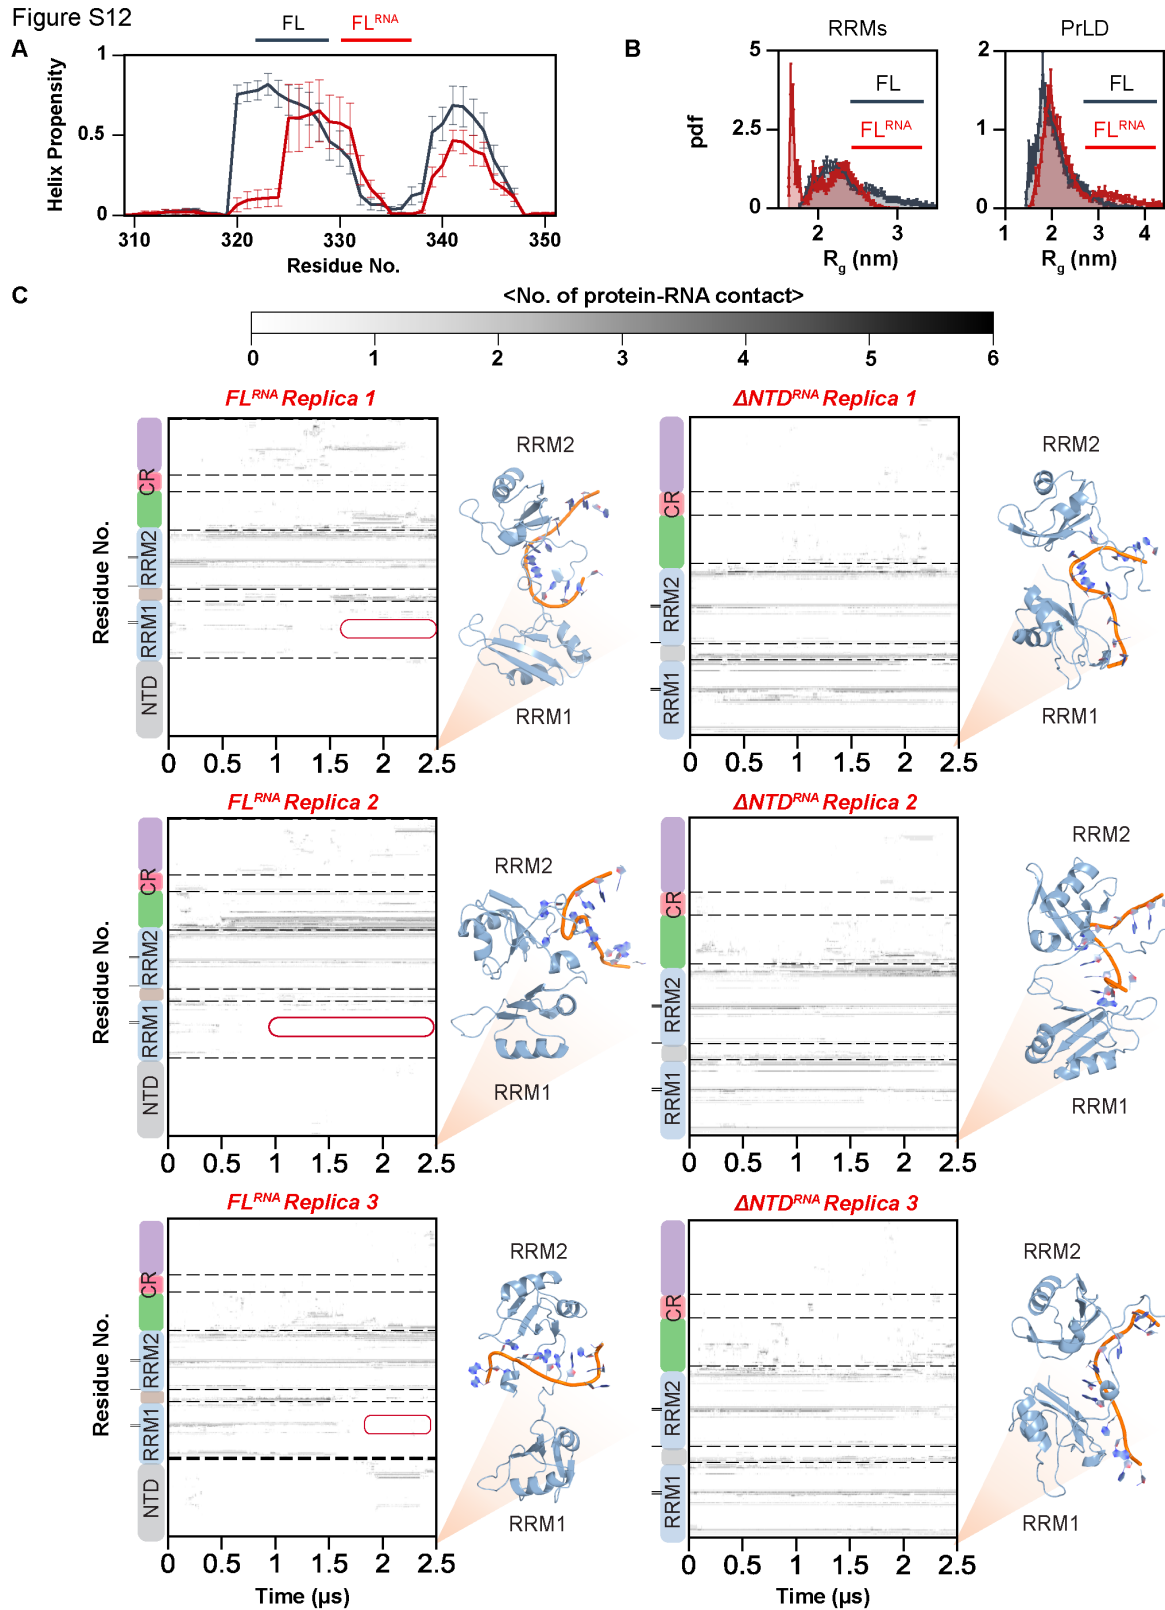 Figure S12
FL FL^RNA
A
Helix Propensity
1
0.5
0
310 320 330 340 350
Residue No.
B
RRMs
pdf
5
2.5
0
FL
FL^RNA
2 3
R_g (nm)
PrLD
2
1
0
FL
FL^RNA
1 2 3 4
R_g (nm)
C
<No. of protein-RNA contact>
0 1 2 3 4 5 6
FL^RNA Replica 1
Residue No.
CR
RRM2
RRM1
NTD
0 0.5 1 1.5 2 2.5
RRM2
RRM1
ΔNTD^RNA Replica 1
CR
RRM2
RRM1
0 0.5 1 1.5 2 2.5
RRM2
RRM1
FL^RNA Replica 2
Residue No.
CR
RRM2
RRM1
NTD
0 0.5 1 1.5 2 2.5
RRM2
RRM1
ΔNTD^RNA Replica 2
CR
RRM2
RRM1
0 0.5 1 1.5 2 2.5
RRM2
RRM1
FL^RNA Replica 3
Residue No.
CR
RRM2
RRM1
NTD
0 0.5 1 1.5 2 2.5
Time (μs)
RRM2
RRM1
ΔNTD^RNA Replica 3
CR
RRM2
RRM1
0 0.5 1 1.5 2 2.5
Time (μs)
RRM2
RRM1